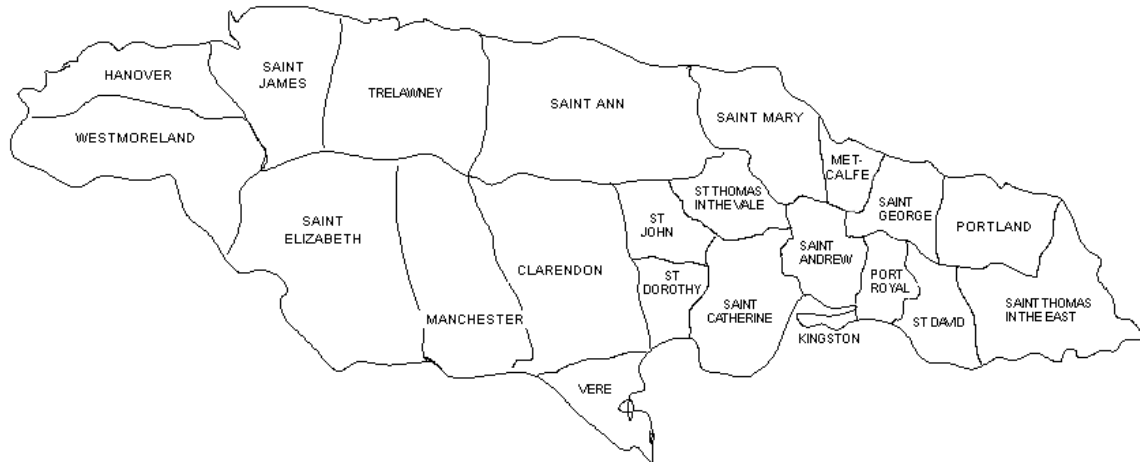 HANOVER
SAINT
JAMES
TRELAWNEY
SAINT ANN
SAINT MARY
WESTMORELAND
MET-
CALFE
ST THOMAS
IN THE VALE
SAINT
GEORGE
PORTLAND
SAINT
ELIZABETH
ST
JOHN
SAINT
ANDREW
CLARENDON
ST
DOROTHY
PORT
ROYAL
SAINT
CATHERINE
SAINT THOMAS
IN THE EAST
MANCHESTER
ST DAVID
KINGSTON
VERE